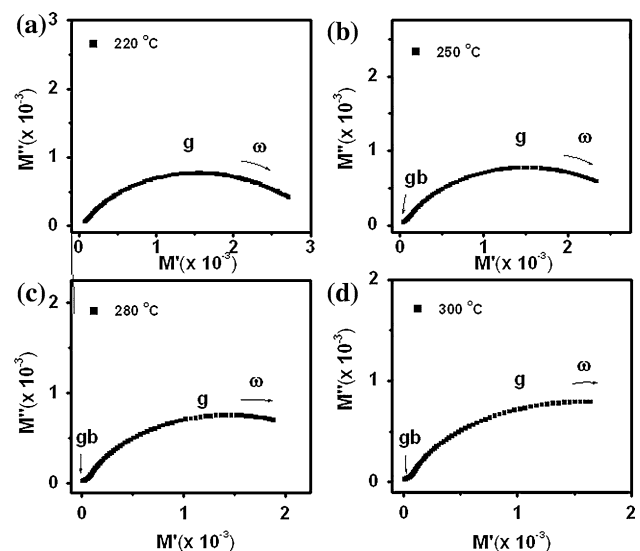 (a)
220 °C
g
ω
M''(x 10⁻³)
3
2
1
0
0 1 2 3
M'(x 10⁻³)
(b)
250 °C
g
ω
gb
M''(x 10⁻³)
2
1
0
0 1 2
M'(x 10⁻³)
(c)
280 °C
g
ω
gb
M''(x 10⁻³)
2
1
0
0 1 2
M'(x 10⁻³)
(d)
300 °C
g
ω
gb
M''(x 10⁻³)
2
1
0
0 1 2
M'(x 10⁻³)